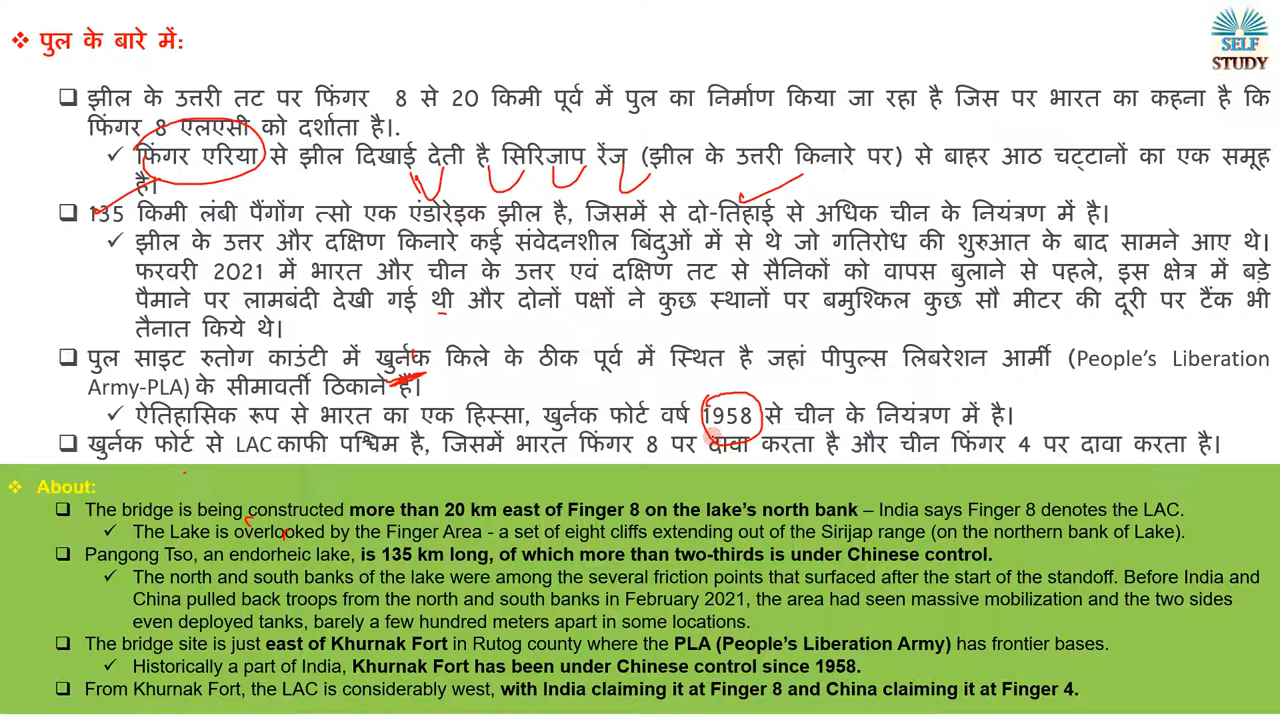 ❖ पुल के बारे में:
SELF
STUDY
❑ झील के उत्तरी तट पर फिंगर 8 से 20 किमी पूर्व में पुल का निर्माण किया जा रहा है जिस पर भारत का कहना है कि
फिंगर 8 एलएसी को दर्शाता है।.
✓ फिंगर एरिया से झील दिखाई देती है सिरिजाप रेंज (झील के उत्तरी किनारे पर) से बाहर आठ चट्टानों का एक समूह
है।
❑ 135 किमी लंबी पैंगोंग त्सो एक एंडोरेइक झील है, जिसमें से दो-तिहाई से अधिक चीन के नियंत्रण में है।
✓ झील के उत्तर और दक्षिण किनारे कई संवेदनशील बिंदुओं में से थे जो गतिरोध की शुरुआत के बाद सामने आए थे।
फरवरी 2021 में भारत और चीन के उत्तर एवं दक्षिण तट से सैनिकों को वापस बुलाने से पहले, इस क्षेत्र में बड़े
पैमाने पर लामबंदी देखी गई थी और दोनों पक्षों ने कुछ स्थानों पर बमुश्किल कुछ सौ मीटर की दूरी पर टैंक भी
तैनात किये थे।
❑ पुल साइट रुतोग काउंटी में खुर्नक किले के ठीक पूर्व में स्थित है जहां पीपुल्स लिबरेशन आर्मी (People's Liberation
Army-PLA) के सीमावर्ती ठिकाने हैं।
✓ ऐतिहासिक रूप से भारत का एक हिस्सा, खुर्नक फोर्ट वर्ष 1958 से चीन के नियंत्रण में है।
❑ खुर्नक फोर्ट से LAC काफी पश्चिम है, जिसमें भारत फिंगर 8 पर दावा करता है और चीन फिंगर 4 पर दावा करता है।
❖ About:
❑ The bridge is being constructed more than 20 km east of Finger 8 on the lake's north bank – India says Finger 8 denotes the LAC.
✓ The Lake is overlooked by the Finger Area - a set of eight cliffs extending out of the Sirijap range (on the northern bank of Lake).
❑ Pangong Tso, an endorheic lake, is 135 km long, of which more than two-thirds is under Chinese control.
✓ The north and south banks of the lake were among the several friction points that surfaced after the start of the standoff. Before India and
China pulled back troops from the north and south banks in February 2021, the area had seen massive mobilization and the two sides
even deployed tanks, barely a few hundred meters apart in some locations.
❑ The bridge site is just east of Khurnak Fort in Rutog county where the PLA (People's Liberation Army) has frontier bases.
✓ Historically a part of India, Khurnak Fort has been under Chinese control since 1958.
❑ From Khurnak Fort, the LAC is considerably west, with India claiming it at Finger 8 and China claiming it at Finger 4.